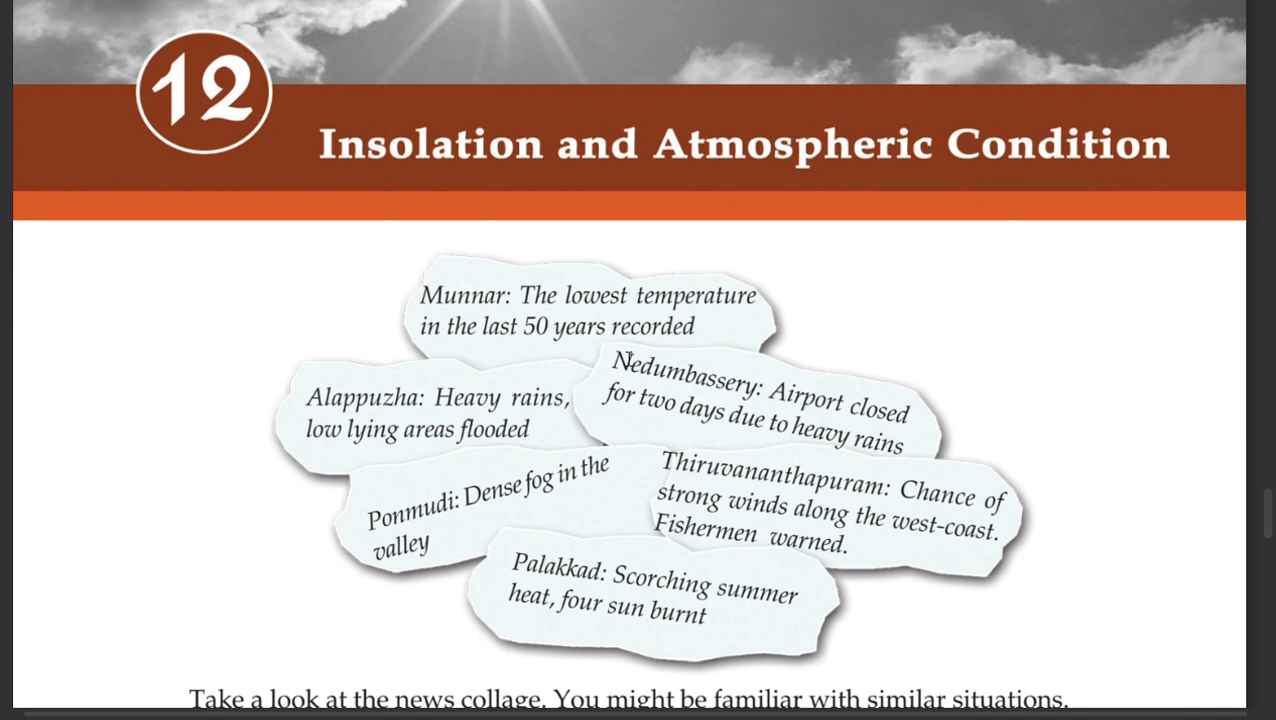 12
Insolation and Atmospheric Condition
Munnar: The lowest temperature
in the last 50 years recorded
Nedumbassery: Airport closed
for two days due to heavy rains
Alappuzha: Heavy rains,
low lying areas flooded
Ponmudi: Dense fog in the
valley
Thiruvananthapuram: Chance of
strong winds along the west-coast.
Fishermen warned.
Palakkad: Scorching summer
heat, four sun burnt
Take a look at the news collage. You might be familiar with similar situations.